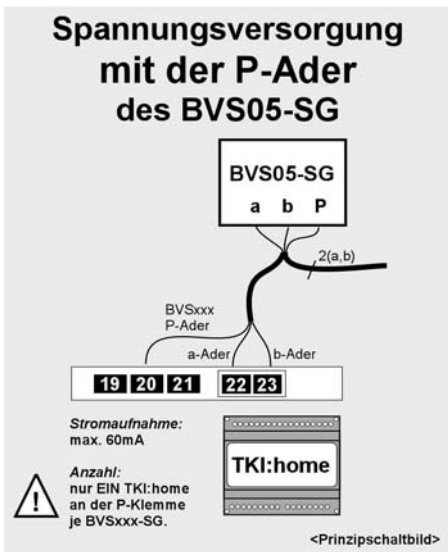 Spannungsversorgung
mit der P-Ader
des BVS05-SG
BVS05-SG
a b P
2(a,b)
BVSxxx
P-Ader
a-Ader
b-Ader
19 20 21 22 23
Stromaufnahme:
max. 60mA
Anzahl:
nur EIN TKI:home
an der P-Klemme
je BVSxxx-SG.
!
TKI:home
<Prinzipschaltbild>